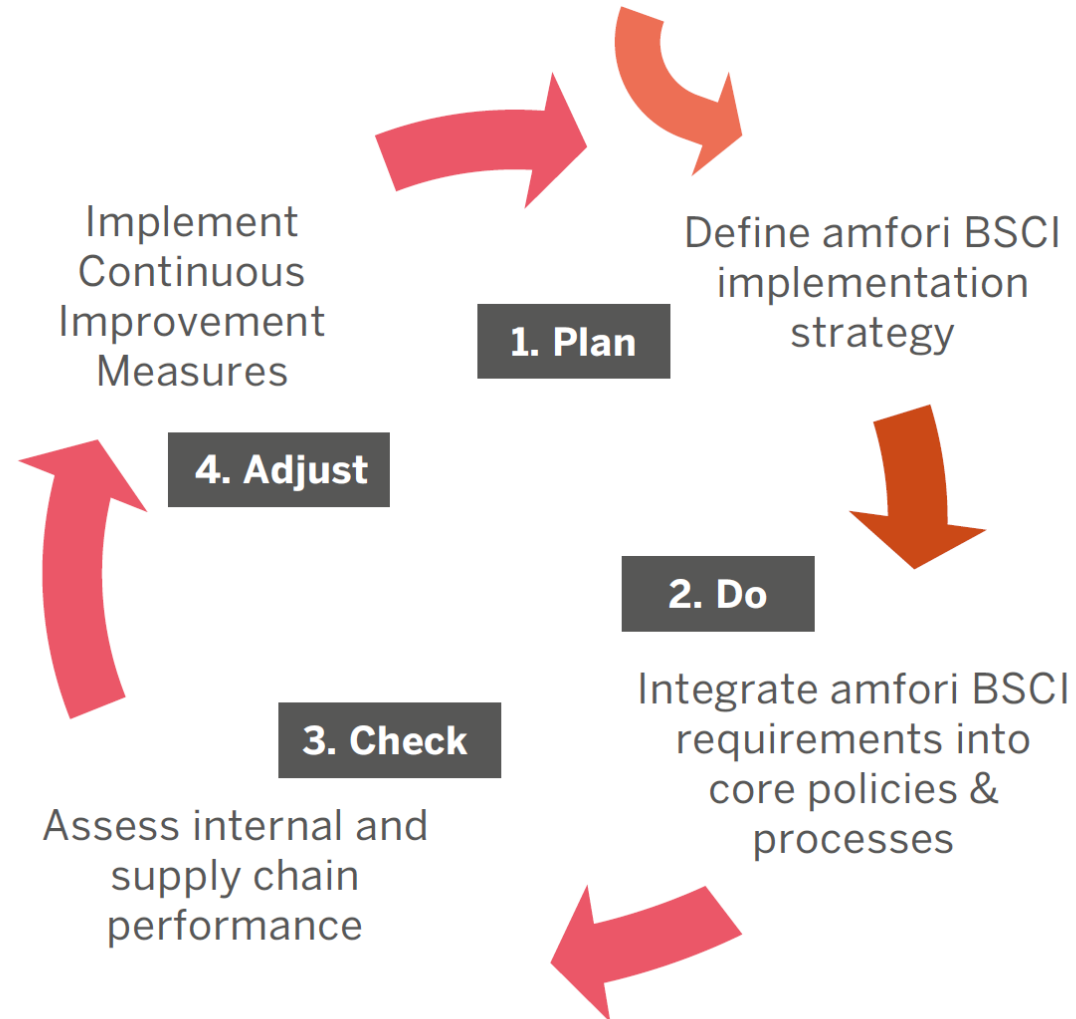 1. Plan
Define amfori BSCI
implementation
strategy
2. Do
Integrate amfori BSCI
requirements into
core policies &
processes
3. Check
Assess internal and
supply chain
performance
4. Adjust
Implement
Continuous
Improvement
Measures